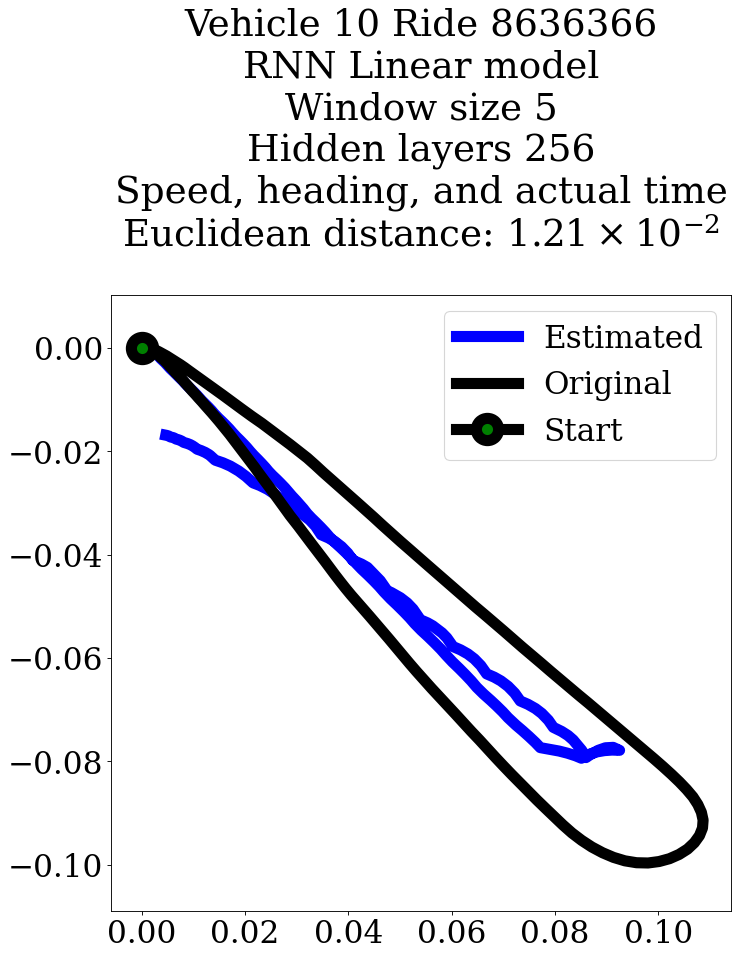 Vehicle 10 Ride 8636366
RNN Linear model
Window size 5
Hidden layers 256
Speed, heading, and actual time
Euclidean distance: 1.21 × 10⁻²
Estimated
Original
Start
0.00
−0.02
−0.04
−0.06
−0.08
−0.10
0.00 0.02 0.04 0.06 0.08 0.10